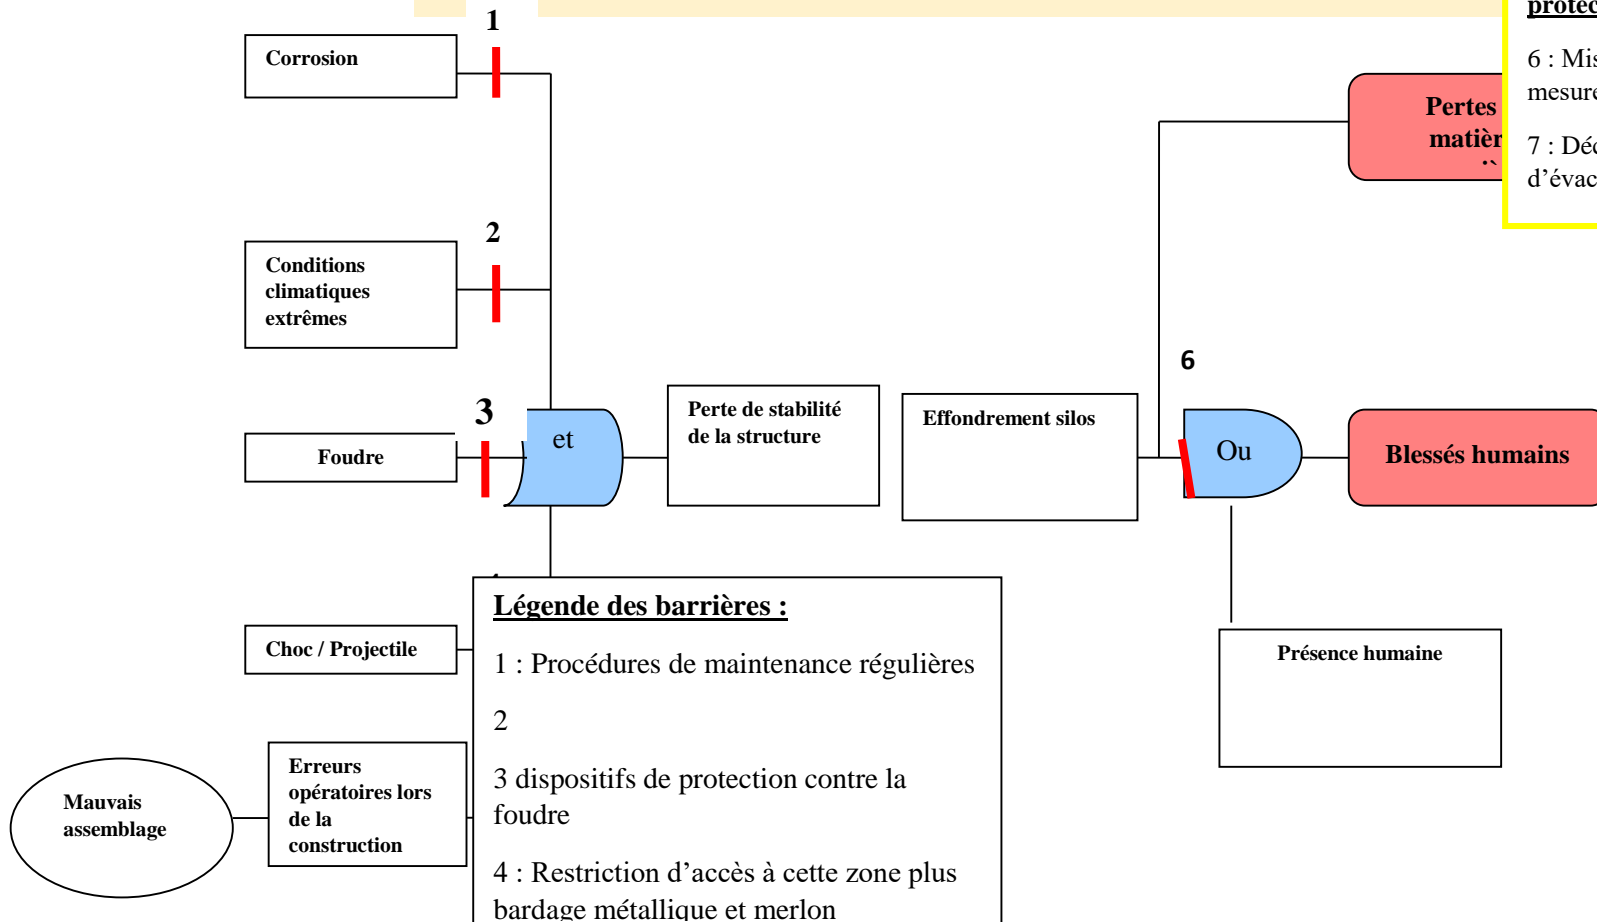 1
Corrosion
2
Conditions
climatiques
extrêmes
3
Foudre
et
Perte de stabilité
de la structure
Effondrement silos
6
Ou
Pertes
Blessés humains
Présence humaine
Choc / Projectile
Mauvais
assemblage
Erreurs
opératoires lors
de la
construction
Légende des barrières :
1 : Procédures de maintenance régulières
2
3 dispositifs de protection contre la
foudre
4 : Restriction d’accès à cette zone plus
bardage métallique et merlon
6 :
7 :